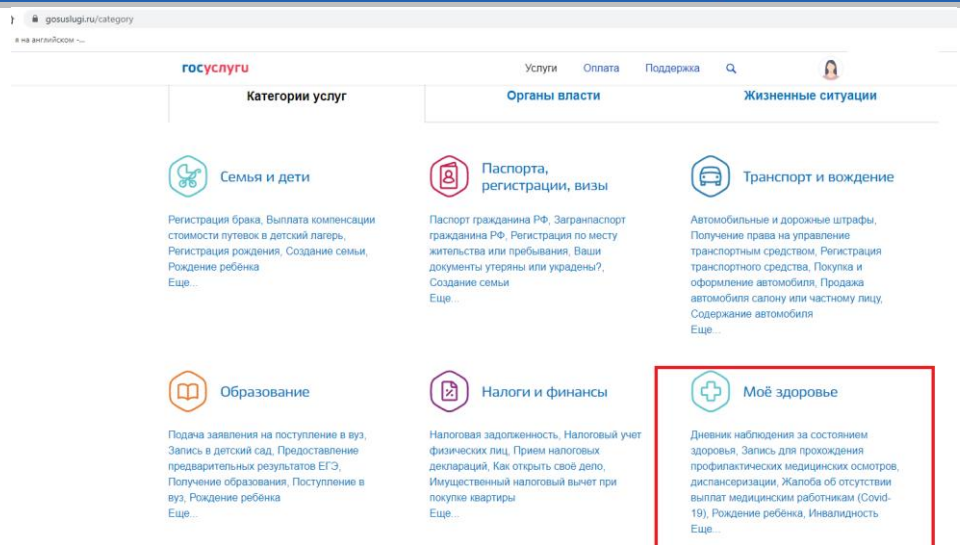 gosuslugi.ru/category
я на английском -...
госуслуги
Услуги Оплата Поддержка
Категории услуг
Органы власти
Жизненные ситуации
Семья и дети
Регистрация брака, Выплата компенсации
стоимости путевок в детский лагерь,
Регистрация рождения, Создание семьи,
Рождение ребёнка
Еще...
Паспорта,
регистрации, визы
Паспорт гражданина РФ, Загранпаспорт
гражданина РФ, Регистрация по месту
жительства или пребывания, Ваши
документы утеряны или украдены?,
Создание семьи
Еще...
Транспорт и вождение
Автомобильные и дорожные штрафы,
Получение права на управление
транспортным средством, Регистрация
транспортного средства, Покупка и
оформление автомобиля, Продажа
автомобиля салону или частному лицу,
Содержание автомобиля
Еще...
Образование
Подача заявления на поступление в вуз,
Запись в детский сад, Предоставление
предварительных результатов ЕГЭ,
Получение образования, Поступление в
вуз, Рождение ребёнка
Еще...
Налоги и финансы
Налоговая задолженность, Налоговый учет
физических лиц, Прием налоговых
деклараций, Как открыть своё дело,
Имущественный налоговый вычет при
покупке квартиры
Еще...
Моё здоровье
Дневник наблюдения за состоянием
здоровья, Запись для прохождения
профилактических медицинских осмотров,
диспансеризации, Жалоба об отсутствии
выплат медицинским работникам (Covid-
19), Рождение ребёнка, Инвалидность
Еще...